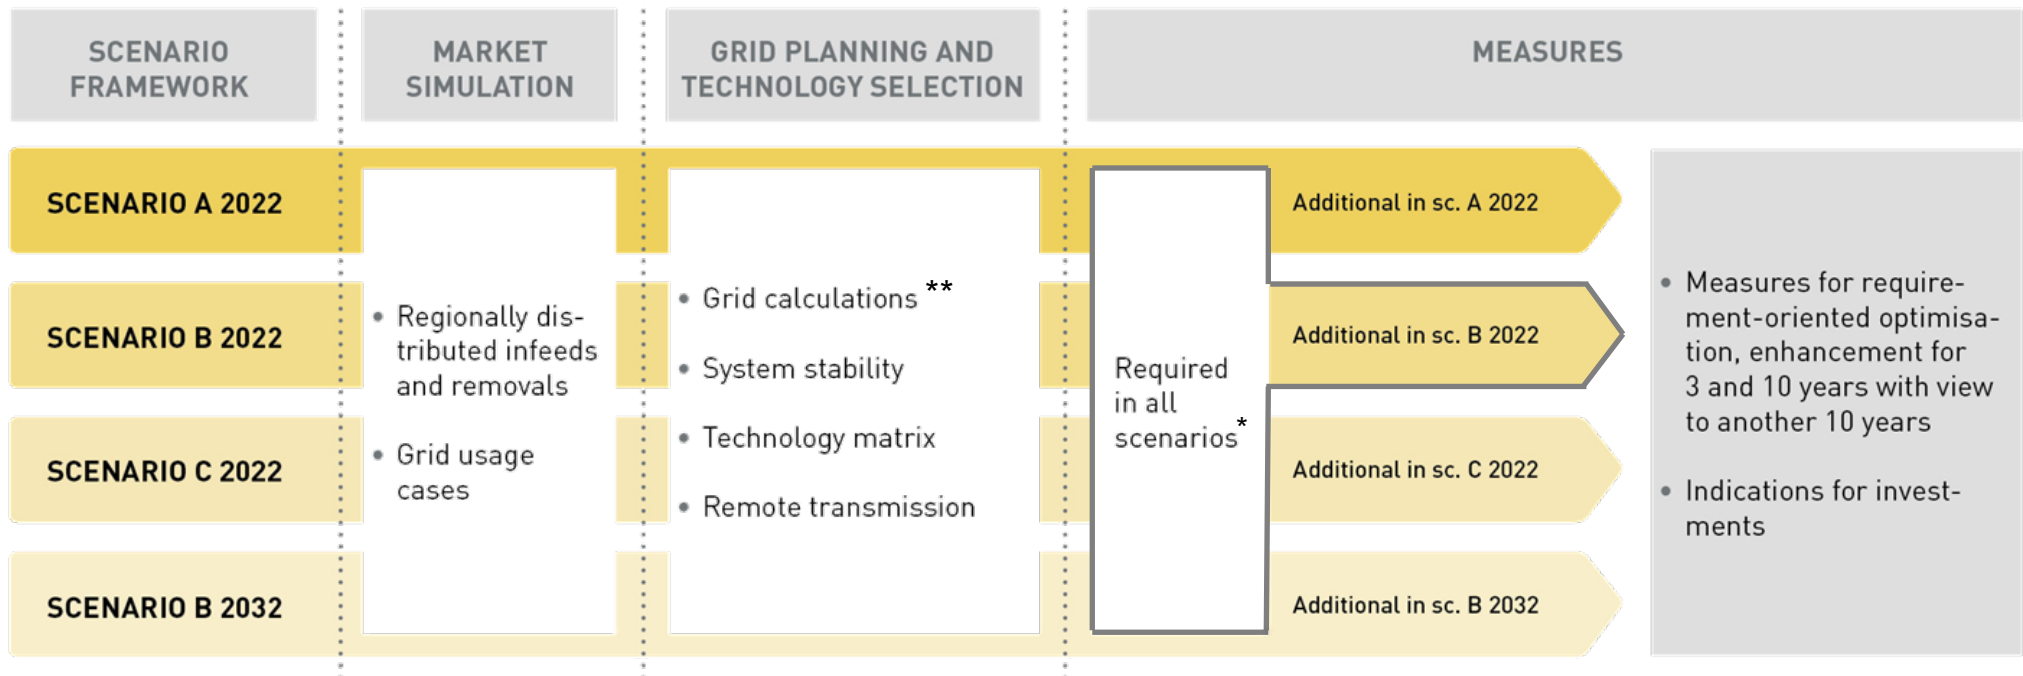 SCENARIO
FRAMEWORK
MARKET
SIMULATION
GRID PLANNING AND
TECHNOLOGY SELECTION
MEASURES
SCENARIO A 2022
SCENARIO B 2022
SCENARIO C 2022
SCENARIO B 2032
• Regionally dis-
tributed infeeds
and removals
• Grid usage
cases
• Grid calculations **
• System stability
• Technology matrix
• Remote transmission
Required
in all
scenarios*
Additional in sc. A 2022
Additional in sc. B 2022
Additional in sc. C 2022
Additional in sc. B 2032
• Measures for require-
ment-oriented optimisa-
tion, enhancement for
3 and 10 years with view
to another 10 years
• Indications for invest-
ments